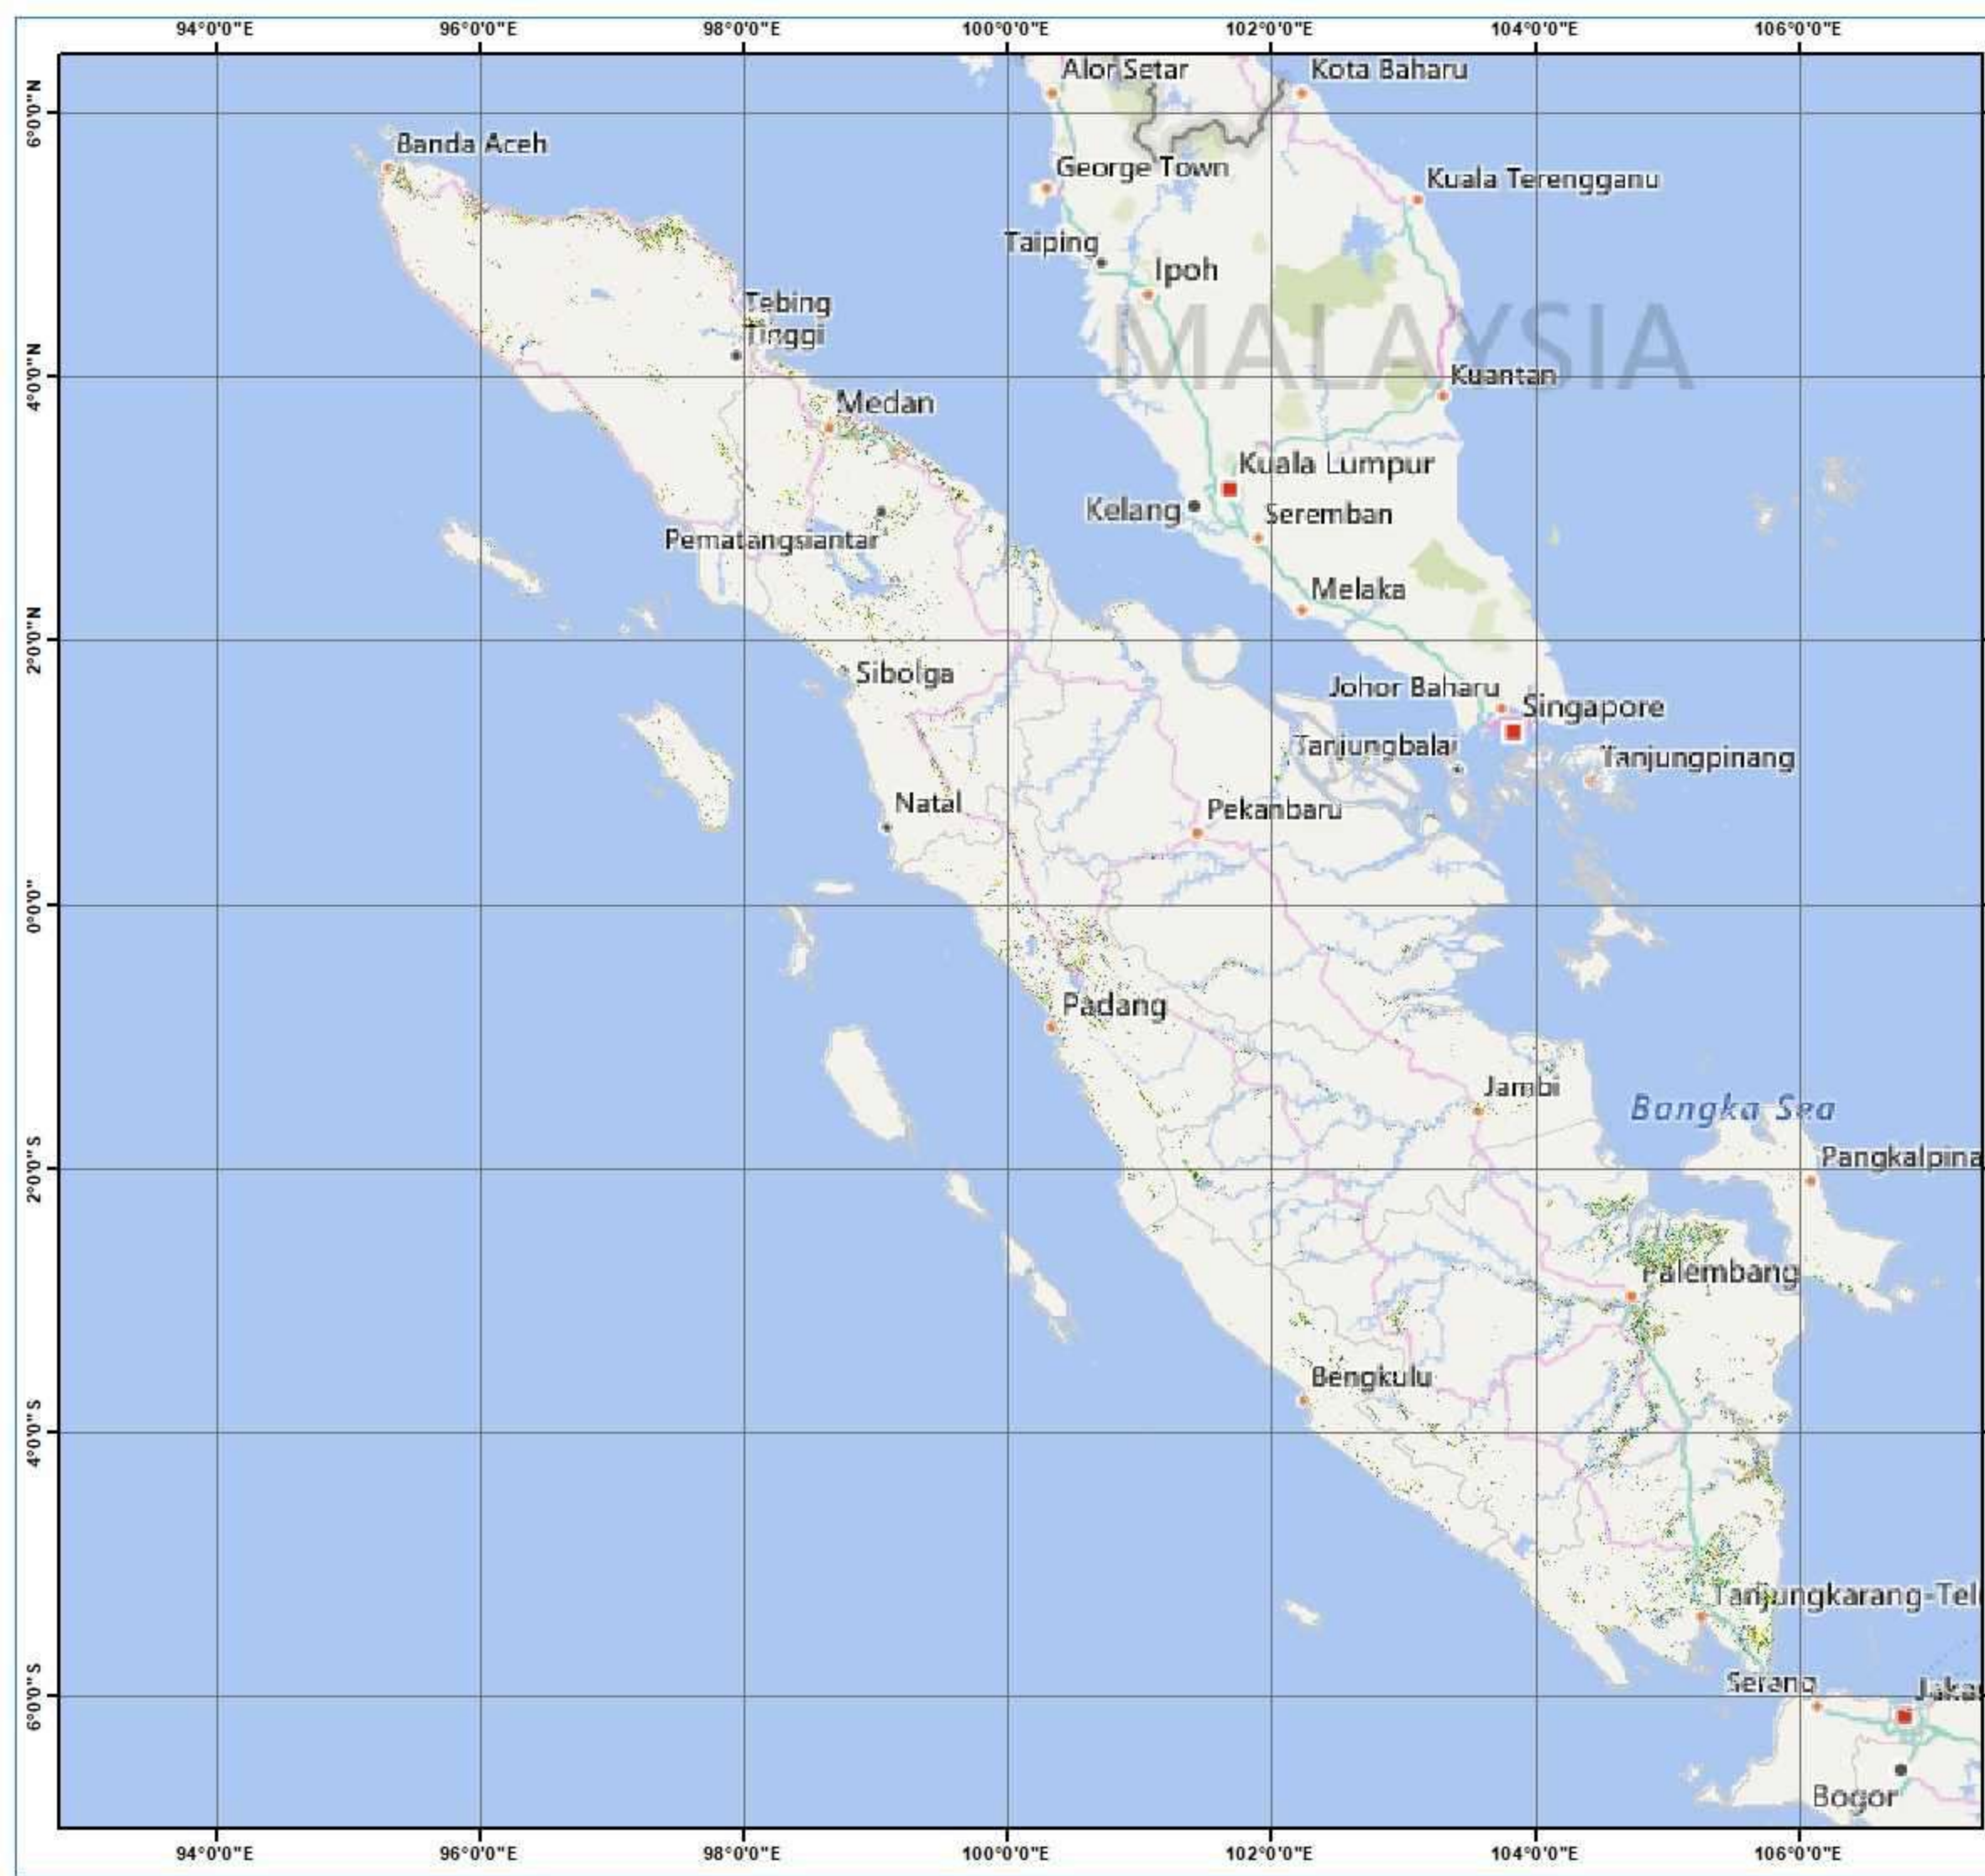 94°0'0"E
96°0'0"E
98°0'0"E
100°0'0"E
102°0'0"E
104°0'0"E
106°0'0"E
6°0'0"N
4°0'0"N
2°0'0"N
0°0'0"
2°0'0"S
4°0'0"S
6°0'0"S
Alor Setar
Kota Baharu
Banda Aceh
George Town
Kuala Terengganu
Taiping
Ipoh
Tebing
Tinggi
MALAYSIA
Kuantan
Medan
Kuala Lumpur
Kelang
Seremban
Pematangsiantar
Melaka
Sibolga
Johor Baharu
Singapore
Tanjungbalai
Tanjungpinang
Natal
Pekanbaru
Padang
Jambi
Bangka Sea
Pangkalpina
Palembang
Bengkulu
Tanjungkarang-Tel
Serang
Jaka
Bogor
94°0'0"E
96°0'0"E
98°0'0"E
100°0'0"E
102°0'0"E
104°0'0"E
106°0'0"E